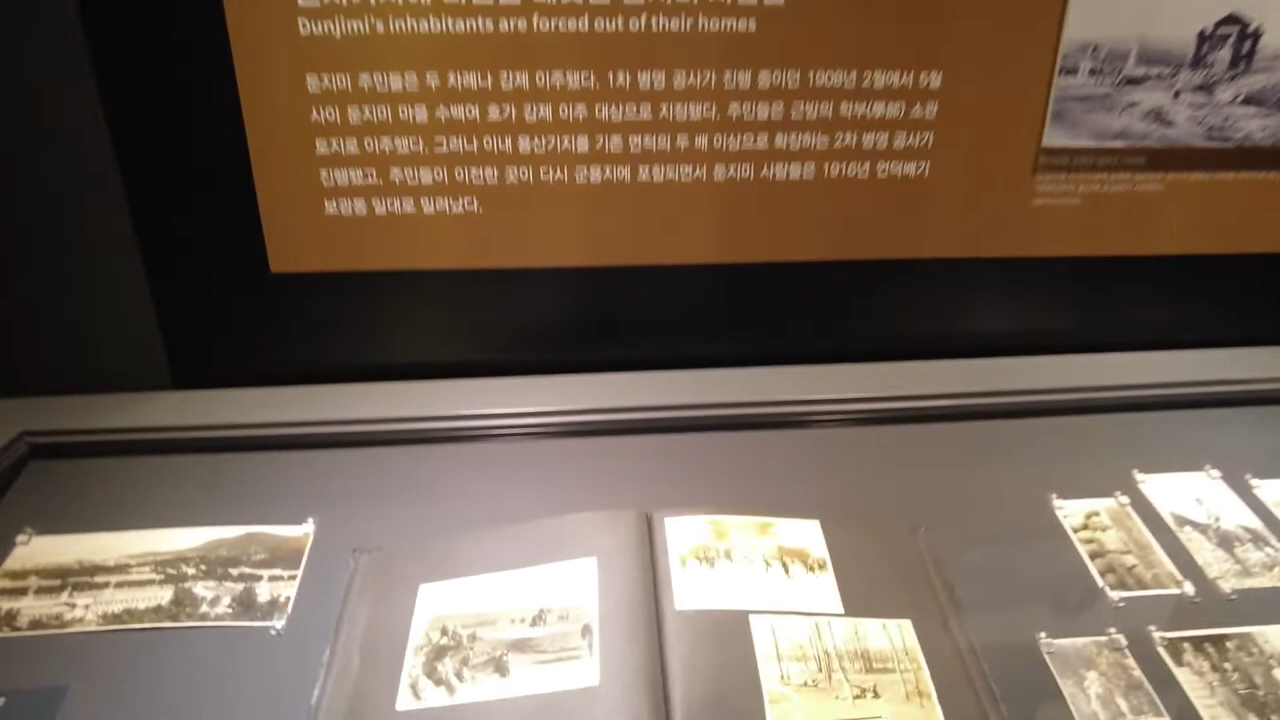 Dunjimi's inhabitants are forced out of their homes
둔지미 주민들은 두 차례나 강제 이주됐다. 1차 병영 공사가 진행 중이던 1908년 2월에서 5월
사이 둔지미 마을 수백여 호가 강제 이주 대상으로 지정됐다. 주민들은 근방의 학부(學部) 소관
토지로 이주했다. 그러나 이내 용산기지를 기존 면적의 두 배 이상으로 확장하는 2차 병영 공사가
진행됐고, 주민들이 이전한 곳이 다시 군용지에 포함되면서 둔지미 사람들은 1916년 언덕배기
보광동 일대로 밀려났다.